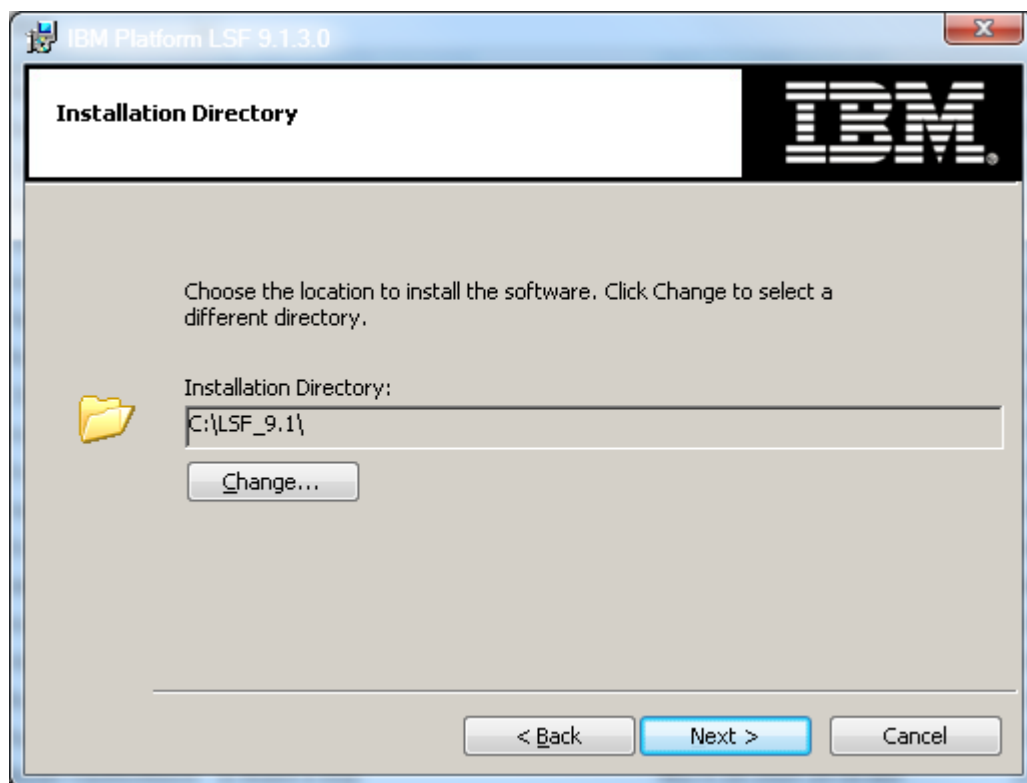 IBM Platform LSF 9.1.3.0
Installation Directory
IBM®
Choose the location to install the software. Click Change to select a
different directory.
Installation Directory:
C:\LSF_9.1\
Change...
< Back
Next >
Cancel